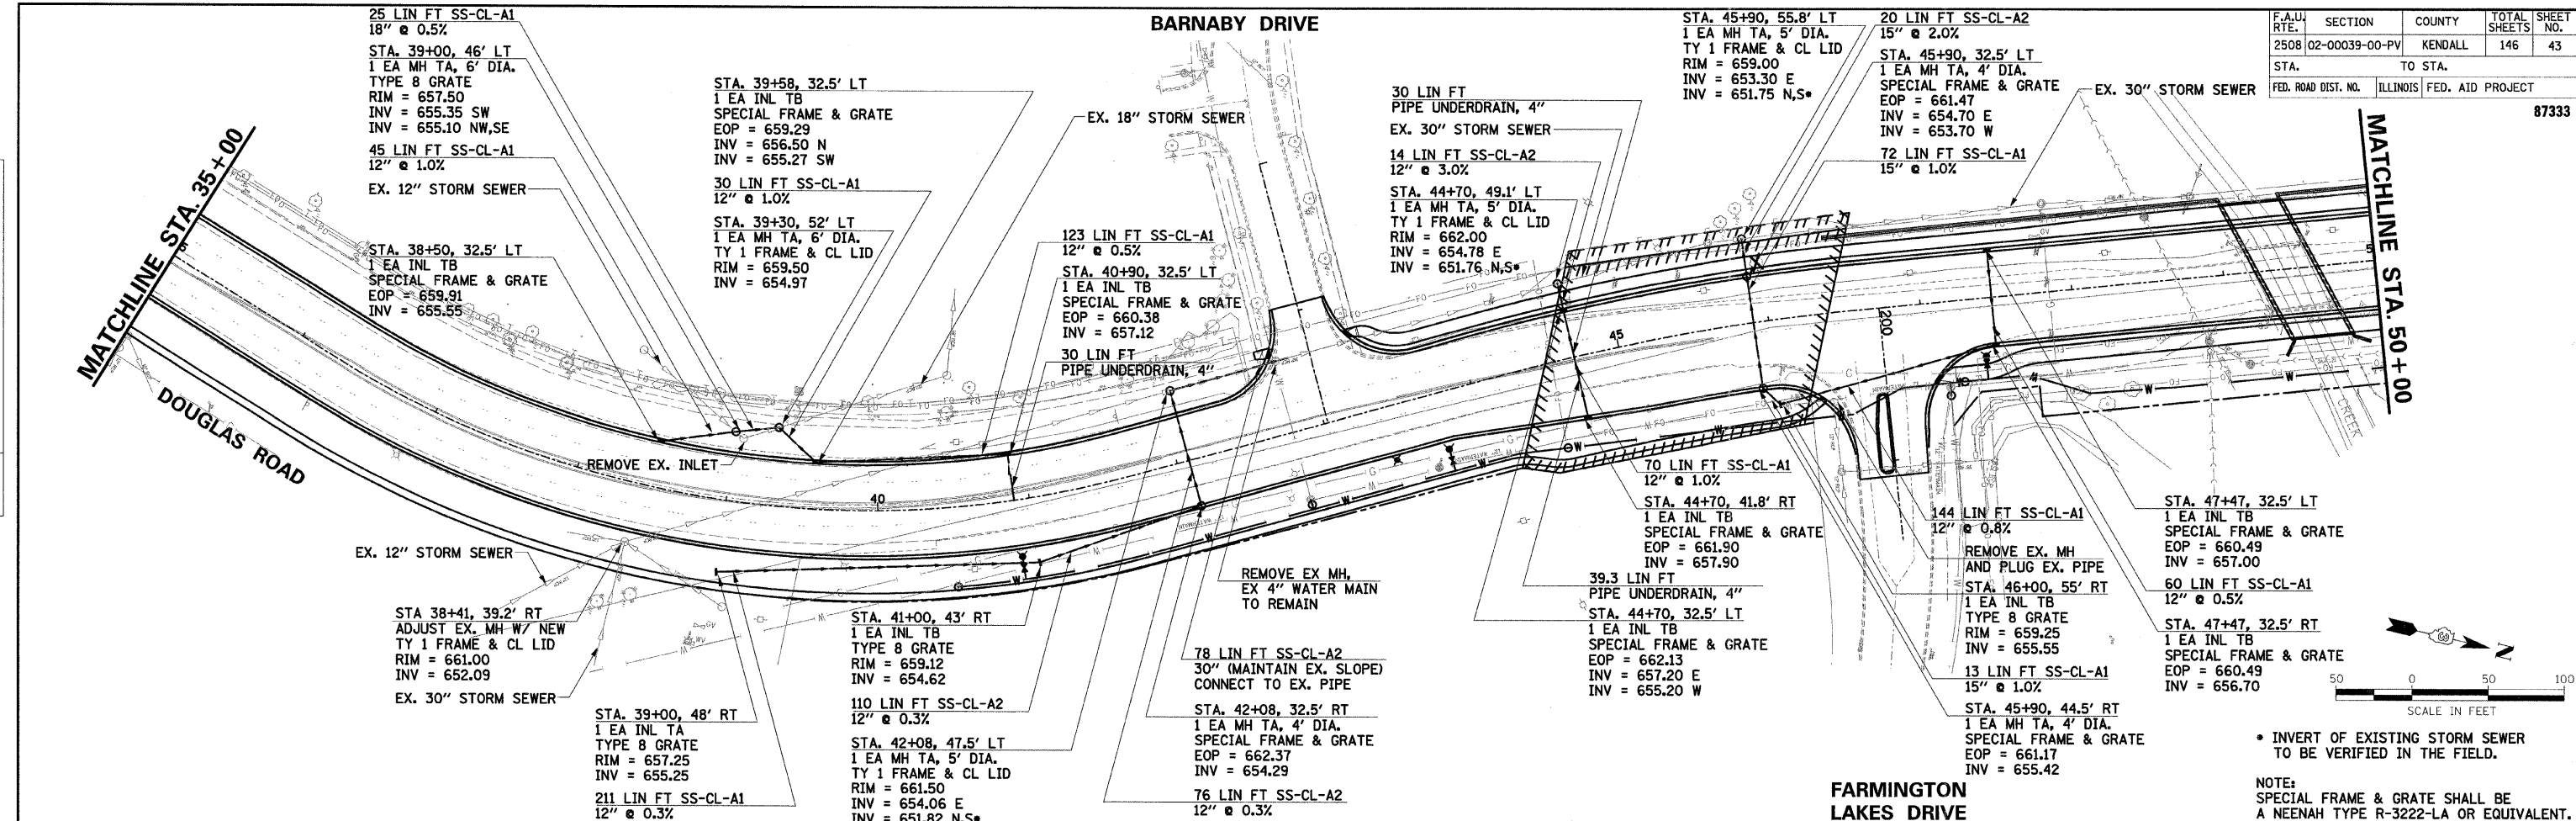 BARNABY DRIVE
F.A.U. RTE. SECTION COUNTY TOTAL SHEETS SHEET NO.
2508 02-00039-00-PV KENDALL 146 43
STA. TO STA.
FED. ROAD DIST. NO. ILLINOIS FED. AID PROJECT
87333
25 LIN FT SS-CL-A1
18" @ 0.5%
STA. 39+00, 46' LT
1 EA MH TA, 6' DIA.
TYPE 8 GRATE
RIM = 657.50
INV = 655.35 SW
INV = 655.10 NW,SE
45 LIN FT SS-CL-A1
12" @ 1.0%
EX. 12" STORM SEWER
STA. 38+50, 32.5' LT
1 EA INL TB
SPECIAL FRAME & GRATE
EOP = 659.91
INV = 655.55
STA. 39+58, 32.5' LT
1 EA INL TB
SPECIAL FRAME & GRATE
EOP = 659.29
INV = 656.50 N
INV = 655.27 SW
30 LIN FT SS-CL-A1
12" @ 1.0%
STA. 39+30, 52' LT
1 EA MH TA, 6' DIA.
TY 1 FRAME & CL LID
RIM = 659.50
INV = 654.97
EX. 18" STORM SEWER
123 LIN FT SS-CL-A1
12" @ 0.5%
STA. 40+90, 32.5' LT
1 EA INL TB
SPECIAL FRAME & GRATE
EOP = 660.38
INV = 657.12
30 LIN FT
PIPE UNDERDRAIN, 4"
30 LIN FT
PIPE UNDERDRAIN, 4"
EX. 30" STORM SEWER
14 LIN FT SS-CL-A2
12" @ 3.0%
STA. 44+70, 49.1' LT
1 EA MH TA, 5' DIA.
TY 1 FRAME & CL LID
RIM = 662.00
INV = 654.78 E
INV = 651.76 N,S*
STA. 45+90, 55.8' LT
1 EA MH TA, 5' DIA.
TY 1 FRAME & CL LID
RIM = 659.00
INV = 653.30 E
INV = 651.75 N,S*
20 LIN FT SS-CL-A2
15" @ 2.0%
STA. 45+90, 32.5' LT
1 EA MH TA, 4' DIA.
SPECIAL FRAME & GRATE
EOP = 661.47
INV = 654.70 E
INV = 653.70 W
72 LIN FT SS-CL-A1
15" @ 1.0%
EX. 30" STORM SEWER
MATCHLINE STA. 35+00
MATCHLINE STA. 50+00
DOUGLAS ROAD
REMOVE EX. INLET
40
45
200
CREEK
EX. 12" STORM SEWER
STA 38+41, 39.2' RT
ADJUST EX. MH W/ NEW
TY 1 FRAME & CL LID
RIM = 661.00
INV = 652.09
EX. 30" STORM SEWER
STA. 39+00, 48' RT
1 EA INL TA
TYPE 8 GRATE
RIM = 657.25
INV = 655.25
211 LIN FT SS-CL-A1
12" @ 0.3%
STA. 41+00, 43' RT
1 EA INL TB
TYPE 8 GRATE
RIM = 659.12
INV = 654.62
110 LIN FT SS-CL-A2
12" @ 0.3%
STA. 42+08, 47.5' LT
1 EA MH TA, 5' DIA.
TY 1 FRAME & CL LID
RIM = 661.50
INV = 654.06 E
INV = 651.82 N,S*
REMOVE EX MH,
EX 4" WATER MAIN
TO REMAIN
78 LIN FT SS-CL-A2
30" (MAINTAIN EX. SLOPE)
CONNECT TO EX. PIPE
STA. 42+08, 32.5' RT
1 EA MH TA, 4' DIA.
SPECIAL FRAME & GRATE
EOP = 662.37
INV = 654.29
76 LIN FT SS-CL-A2
12" @ 0.3%
70 LIN FT SS-CL-A1
12" @ 1.0%
STA. 44+70, 41.8' RT
1 EA INL TB
SPECIAL FRAME & GRATE
EOP = 661.90
INV = 657.90
39.3 LIN FT
PIPE UNDERDRAIN, 4"
STA. 44+70, 32.5' LT
1 EA INL TB
SPECIAL FRAME & GRATE
EOP = 662.13
INV = 657.20 E
INV = 655.20 W
144 LIN FT SS-CL-A1
12" @ 0.8%
REMOVE EX. MH
AND PLUG EX. PIPE
STA. 46+00, 55' RT
1 EA INL TB
TYPE 8 GRATE
RIM = 659.25
INV = 655.55
13 LIN FT SS-CL-A1
15" @ 1.0%
STA. 45+90, 44.5' RT
1 EA MH TA, 4' DIA.
SPECIAL FRAME & GRATE
EOP = 661.17
INV = 655.42
STA. 47+47, 32.5' LT
1 EA INL TB
SPECIAL FRAME & GRATE
EOP = 660.49
INV = 657.00
60 LIN FT SS-CL-A1
12" @ 0.5%
STA. 47+47, 32.5' RT
1 EA INL TB
SPECIAL FRAME & GRATE
EOP = 660.49
INV = 656.70
FARMINGTON
LAKES DRIVE
N
50 0 50 100
SCALE IN FEET
* INVERT OF EXISTING STORM SEWER
TO BE VERIFIED IN THE FIELD.
NOTE:
SPECIAL FRAME & GRATE SHALL BE
A NEENAH TYPE R-3222-LA OR EQUIVALENT.